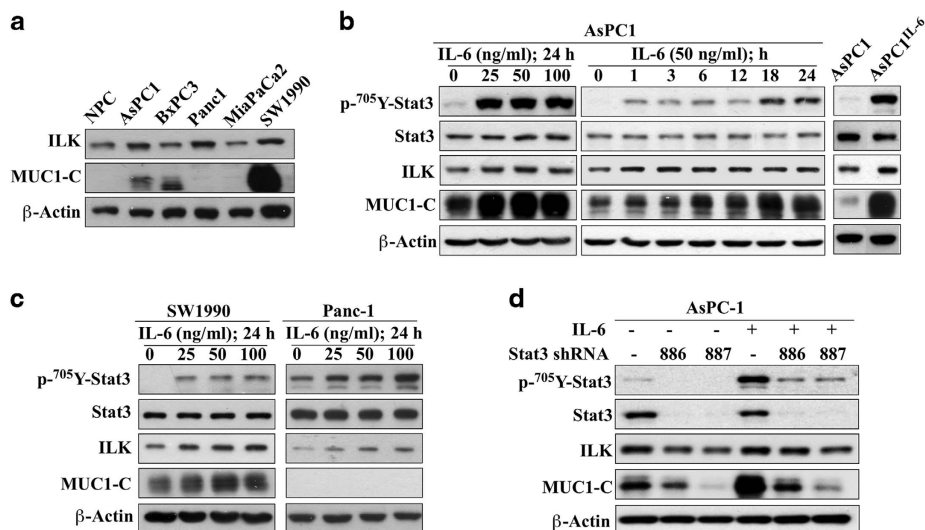 a
NPC AsPC1 BxPC3 Panc1 MiaPaCa2 SW1990
ILK
MUC1-C
β-Actin
b
AsPC1
IL-6 (ng/ml); 24 h IL-6 (50 ng/ml); h AsPC1 AsPC1IL-6
0 25 50 100 0 1 3 6 12 18 24
p-705Y-Stat3
Stat3
ILK
MUC1-C
β-Actin
c
SW1990 Panc-1
IL-6 (ng/ml); 24 h IL-6 (ng/ml); 24 h
0 25 50 100 0 25 50 100
p-705Y-Stat3
Stat3
ILK
MUC1-C
β-Actin
d
AsPC-1
IL-6 - - - + + +
Stat3 shRNA - 886 887 - 886 887
p-705Y-Stat3
Stat3
ILK
MUC1-C
β-Actin